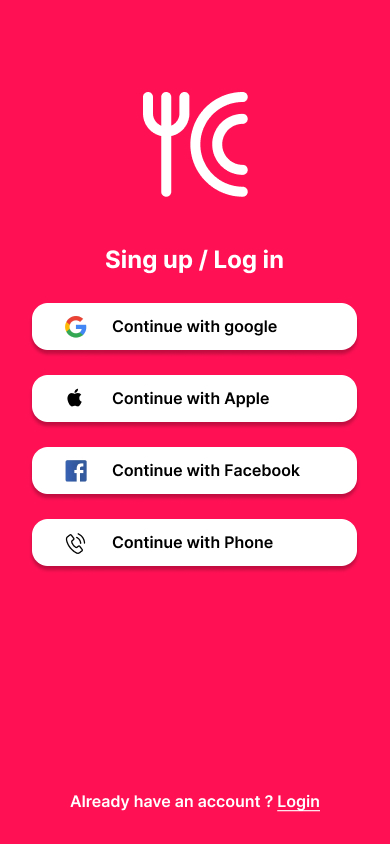 Sing up / Log in
Continue with google
Continue with Apple
Continue with Facebook
Continue with Phone
Already have an account ? Login